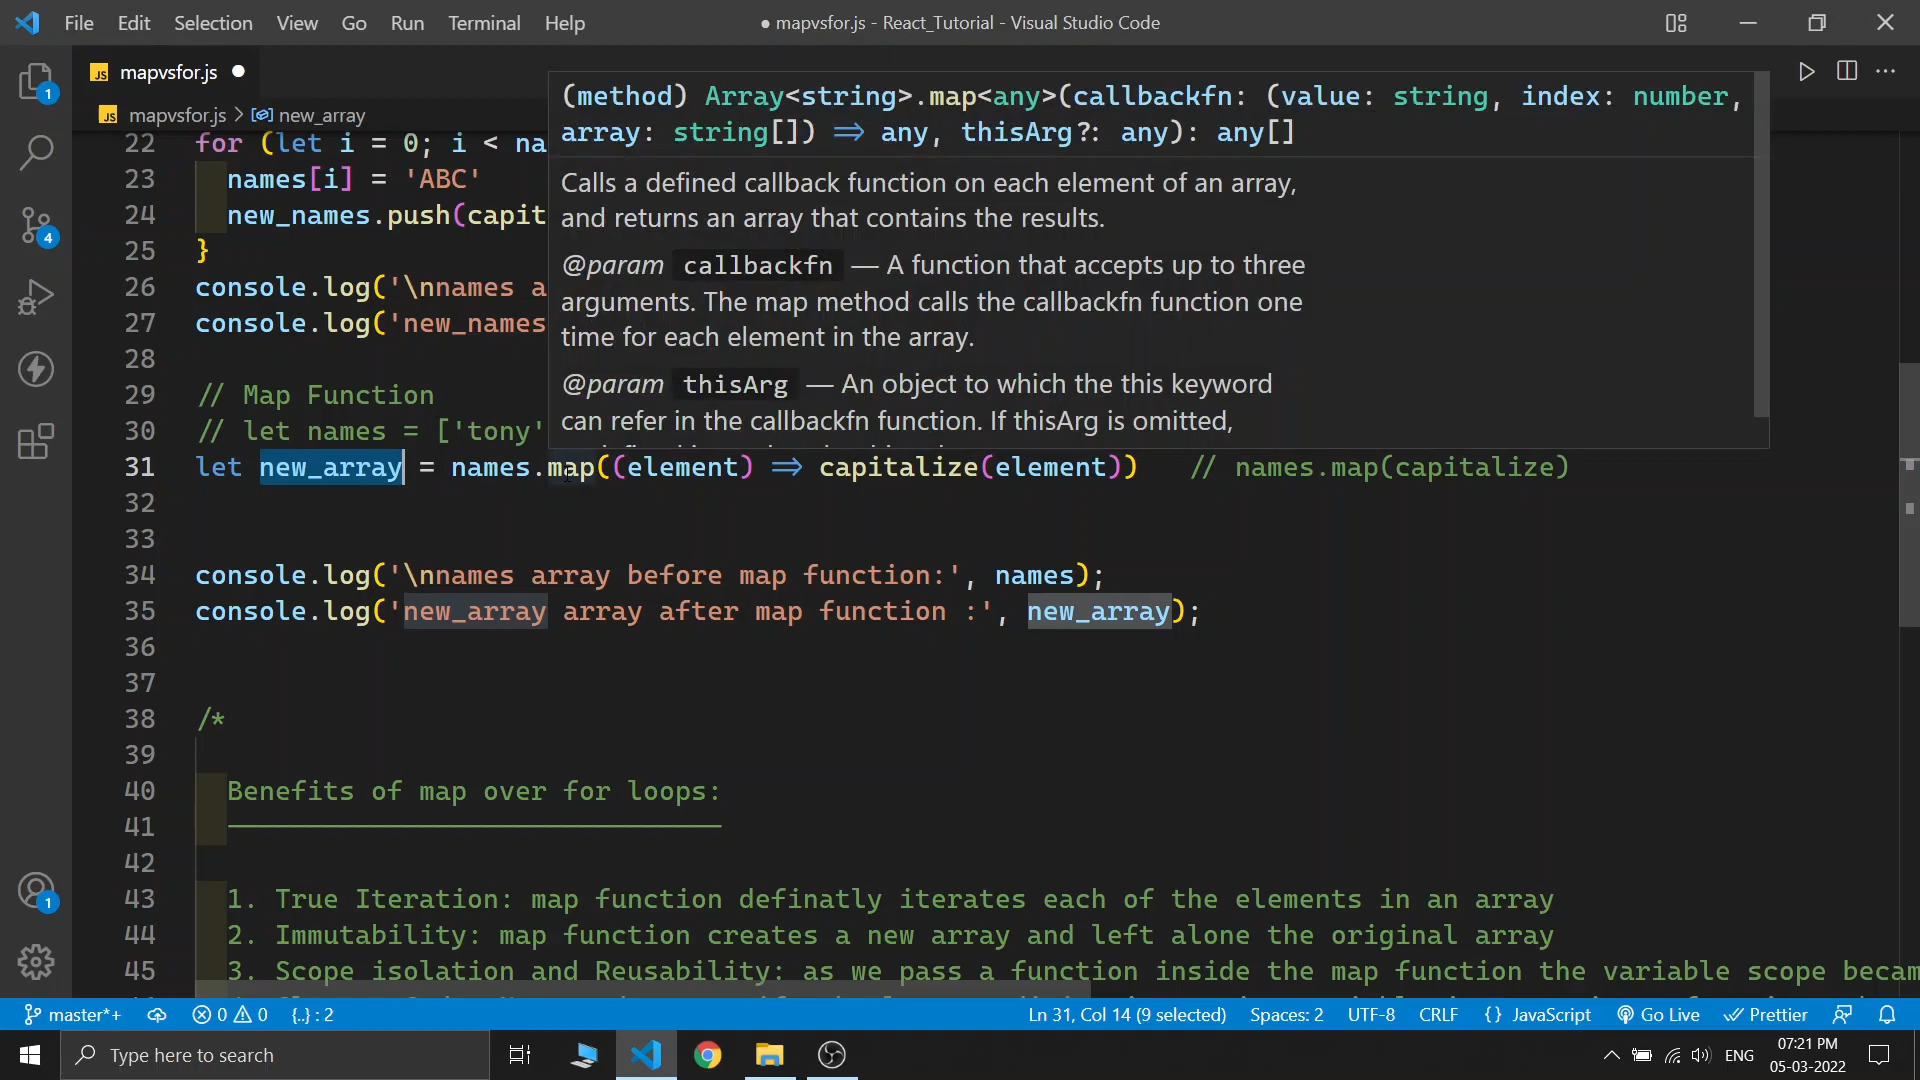 File Edit Selection View Go Run Terminal Help
● mapvsfor.js - React_Tutorial - Visual Studio Code
JS mapvsfor.js ●
JS mapvsfor.js > new_array
(method) Array<string>.map<any>(callbackfn: (value: string, index: number,
array: string[]) => any, thisArg?: any): any[]
Calls a defined callback function on each element of an array,
and returns an array that contains the results.
@param callbackfn — A function that accepts up to three
arguments. The map method calls the callbackfn function one
time for each element in the array.
@param thisArg — An object to which the this keyword
can refer in the callbackfn function. If thisArg is omitted,
22 for (let i = 0; i < na
23 names[i] = 'ABC'
24 new_names.push(capit
25 }
26 console.log('\nnames a
27 console.log('new_names
28
29 // Map Function
30 // let names = ['tony'
31 let new_array = names.map((element) => capitalize(element)) // names.map(capitalize)
32
33
34 console.log('\nnames array before map function:', names);
35 console.log('new_array array after map function :', new_array);
36
37
38 /*
39
40 Benefits of map over for loops:
41 ———————————————
42
43 1. True Iteration: map function definatly iterates each of the elements in an array
44 2. Immutability: map function creates a new array and left alone the original array
45 3. Scope isolation and Reusability: as we pass a function inside the map function the variable scope becam
1
4
1
master*+ 0 0 {..} : 2 Ln 31, Col 14 (9 selected) Spaces: 2 UTF-8 CRLF {} JavaScript Go Live Prettier
Type here to search
ENG
07:21 PM
05-03-2022